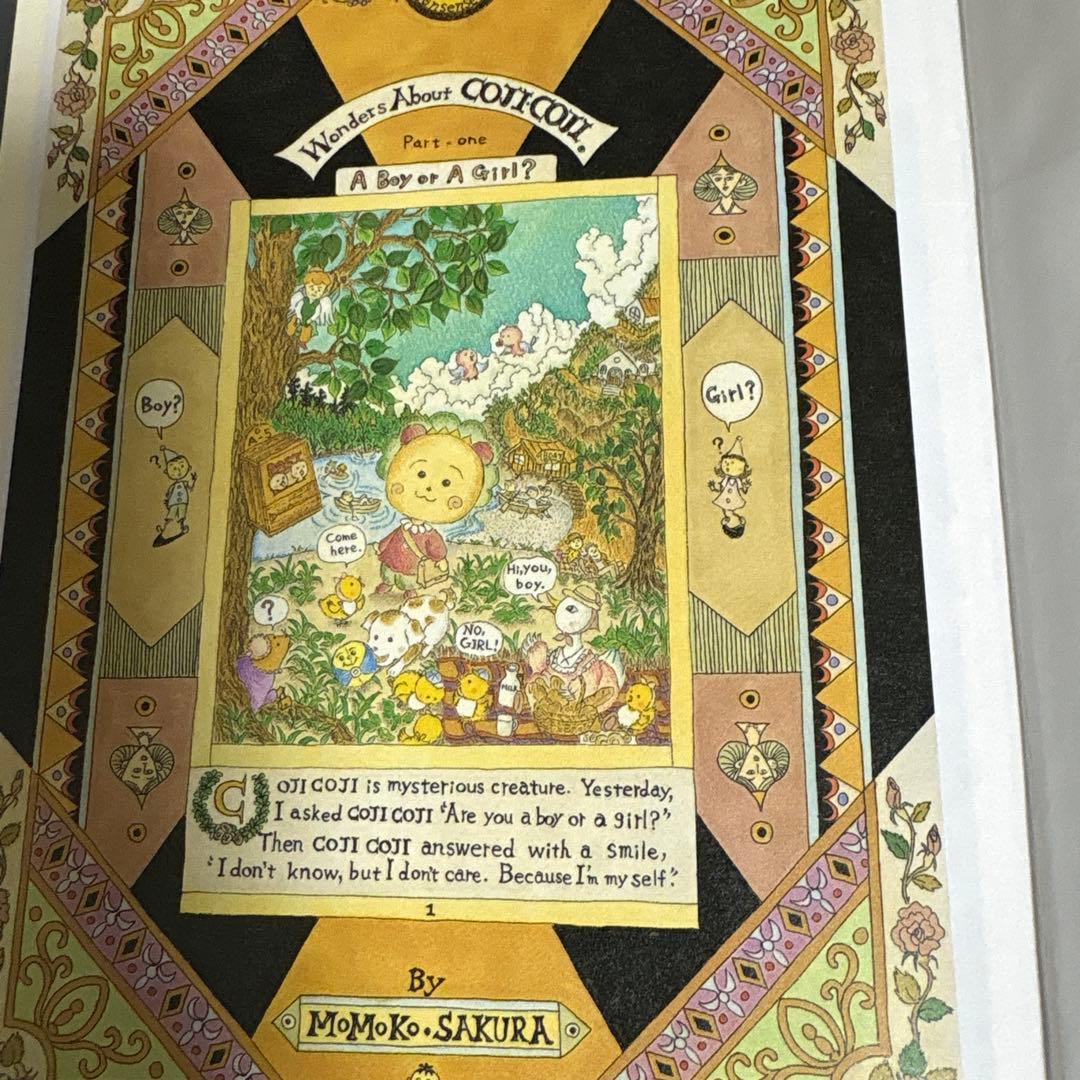 Wonders About COJI-COJI.
Part-one
A Boy or A Girl?
Boy?
?
Girl?
?
BOAT
Come
here.
Hi, you,
boy.
?
NO,
GIRL!
MILK
COJI COJI is mysterious creature. Yesterday,
I asked COJI COJI "Are you a boy or a girl?"
Then COJI COJI answered with a smile,
"I don't know, but I don't care. Because I'm my self."
1
By
MOMOKO・SAKURA